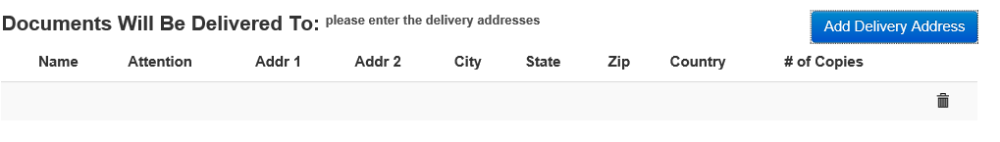 Documents Will Be Delivered To: please enter the delivery addresses
Add Delivery Address
Name Attention Addr 1 Addr 2 City State Zip Country # of Copies